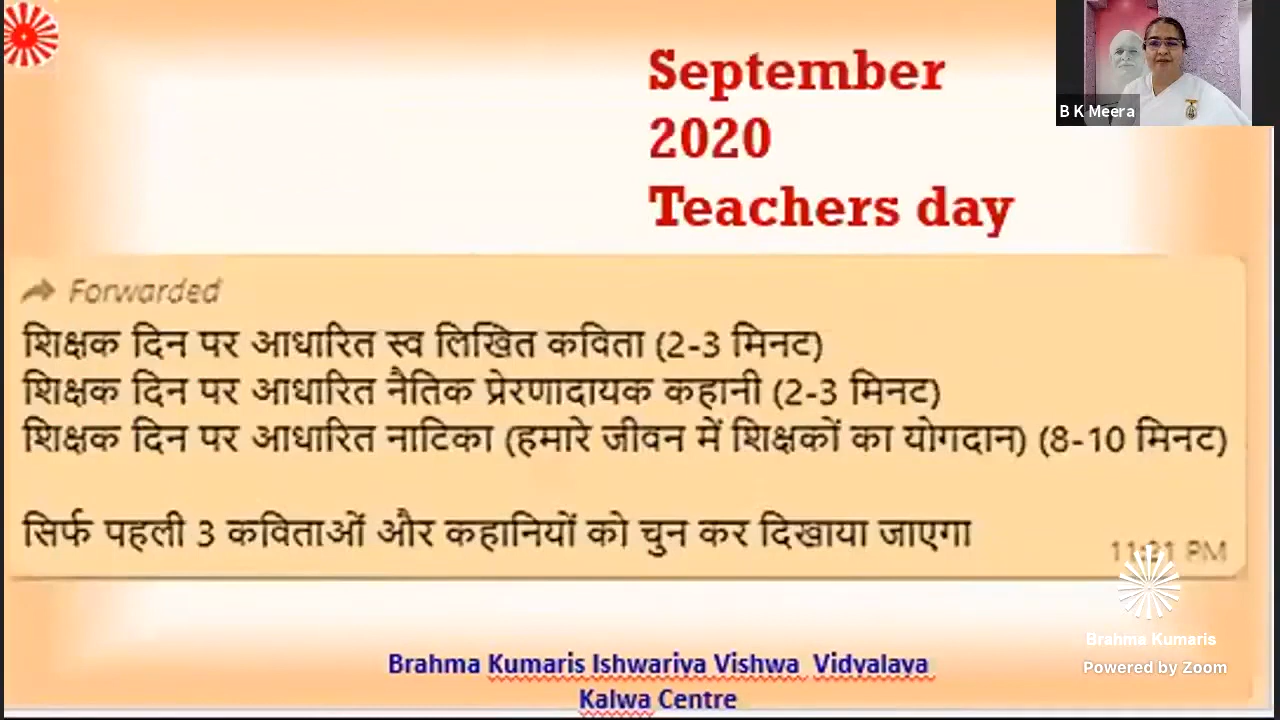 September
2020
Teachers day
B K Meera
Forwarded
शिक्षक दिन पर आधारित स्व लिखित कविता (2-3 मिनट)
शिक्षक दिन पर आधारित नैतिक प्रेरणादायक कहानी (2-3 मिनट)
शिक्षक दिन पर आधारित नाटिका (हमारे जीवन में शिक्षकों का योगदान) (8-10 मिनट)
सिर्फ पहली 3 कविताओं और कहानियों को चुन कर दिखाया जाएगा
PM
Brahma Kumaris
Powered by Zoom
Brahma Kumaris Ishwariya Vishwa Vidyalaya
Kalwa Centre